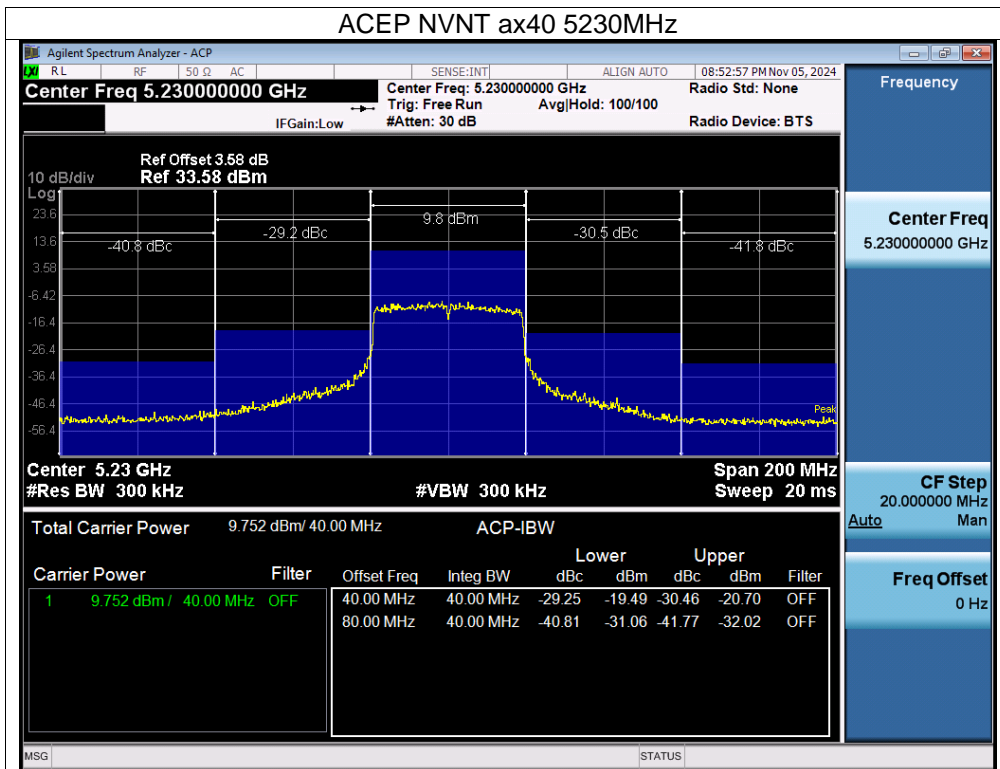 ACEP NVNT ax40 5230MHz
Agilent Spectrum Analyzer - ACP
LXI RL RF 50 Ω AC SENSE:INT ALIGN AUTO 08:52:57 PM Nov 05, 2024
Center Freq 5.230000000 GHz
Center Freq: 5.230000000 GHz Radio Std: None
Trig: Free Run Avg|Hold: 100/100
IFGain:Low #Atten: 30 dB Radio Device: BTS
Ref Offset 3.58 dB
10 dB/div Ref 33.58 dBm
Log
23.6
13.6
3.58
-6.42
-16.4
-26.4
-36.4
-46.4
-56.4
-40.8 dBc -29.2 dBc 9.8 dBm -30.5 dBc -41.8 dBc
Peak
Center 5.23 GHz Span 200 MHz
#Res BW 300 kHz #VBW 300 kHz Sweep 20 ms
Total Carrier Power 9.752 dBm/ 40.00 MHz ACP-IBW
Lower Upper
Carrier Power Filter Offset Freq Integ BW dBc dBm dBc dBm Filter
1 9.752 dBm / 40.00 MHz OFF 40.00 MHz 40.00 MHz -29.25 -19.49 -30.46 -20.70 OFF
80.00 MHz 40.00 MHz -40.81 -31.06 -41.77 -32.02 OFF
Frequency
Center Freq
5.230000000 GHz
CF Step
20.000000 MHz
Auto Man
Freq Offset
0 Hz
MSG STATUS